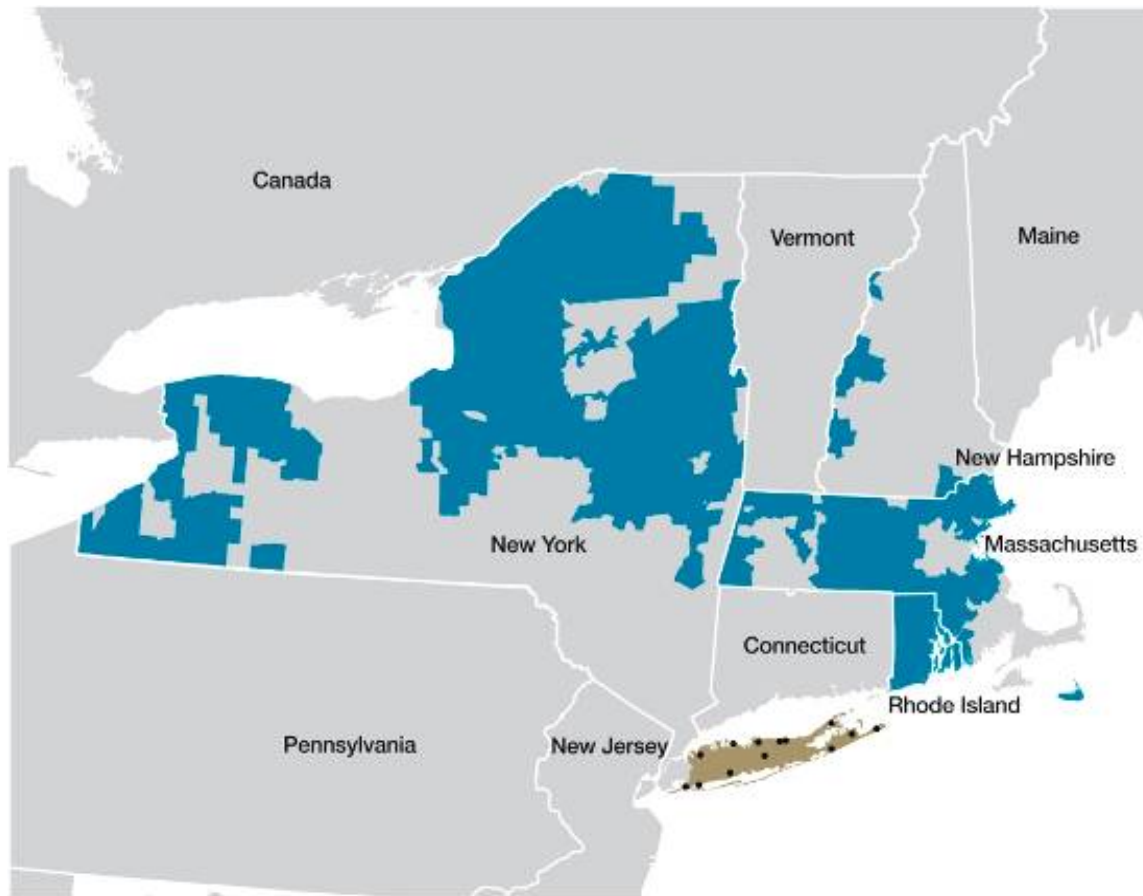 Canada
Vermont
Maine
New Hampshire
New York
Massachusetts
Connecticut
Rhode Island
Pennsylvania
New Jersey